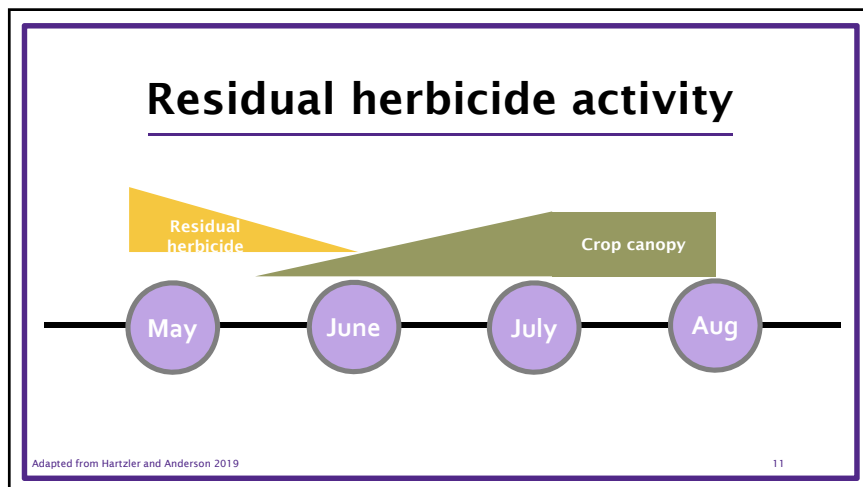 Residual herbicide activity
Residual
herbicide
Crop canopy
May
June
July
Aug
Adapted from Hartzler and Anderson 2019
11